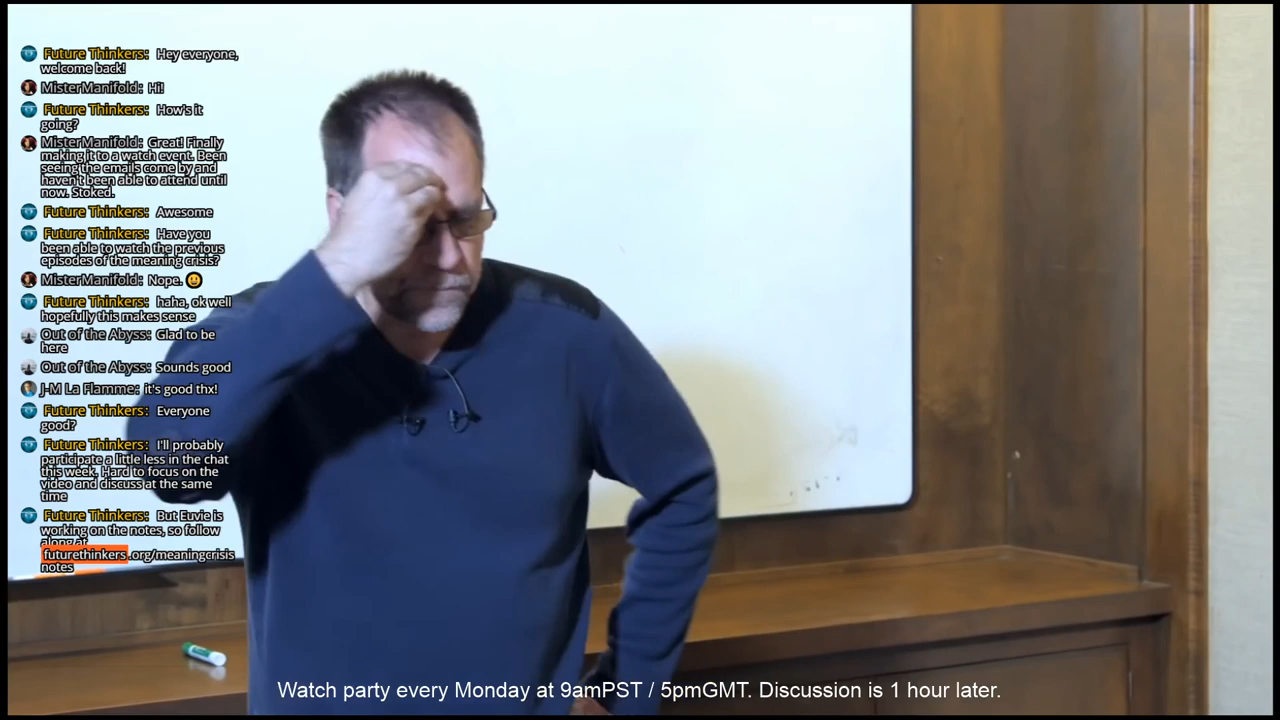 Future Thinkers: Hey everyone,
welcome back!
MisterManifold: Hi!
Future Thinkers: How's it
going?
MisterManifold: Great! Finally
making it to a watch event. Been
seeing the emails come by and
haven't been able to attend until
now. Stoked.
Future Thinkers: Awesome
Future Thinkers: Have you
been able to watch the previous
episodes of the meaning crisis?
MisterManifold: Nope. 😃
Future Thinkers: haha, ok well
hopefully this makes sense
Out of the Abyss: Glad to be
here
Out of the Abyss: Sounds good
J-M La Flamme: it's good thx!
Future Thinkers: Everyone
good?
Future Thinkers: I'll probably
participate a little less in the chat
this week. Hard to focus on the
video and discuss at the same
time
Future Thinkers: But Euvie is
working on the notes, so follow
along at
futurethinkers.org/meaningcrisis
notes
Watch party every Monday at 9amPST / 5pmGMT. Discussion is 1 hour later.